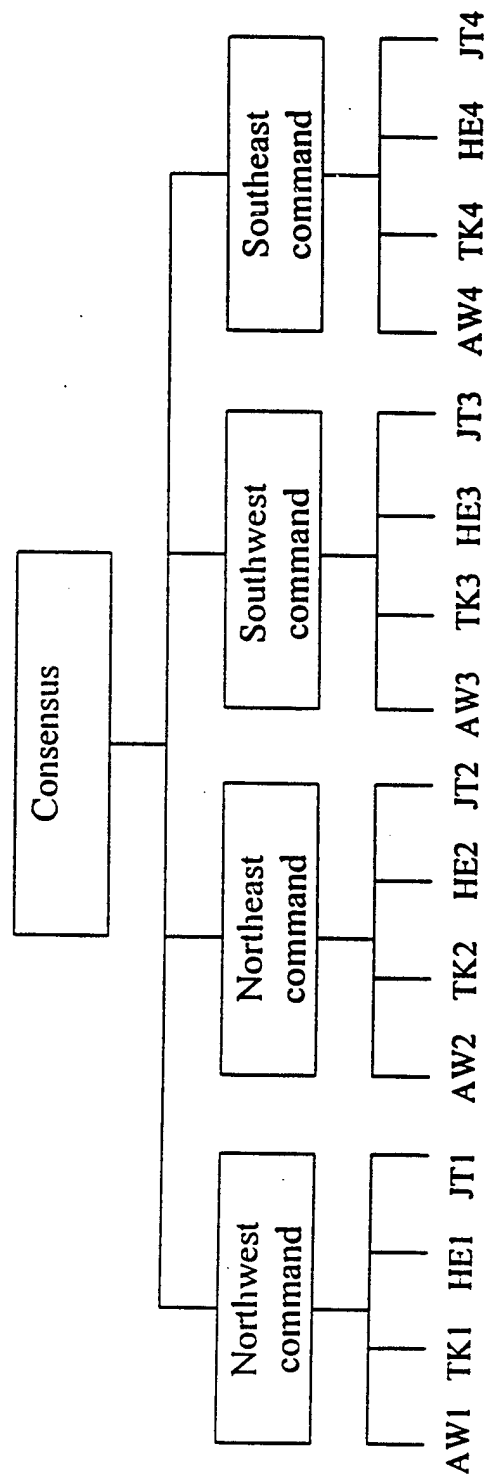 Consensus
Northwest
command
Northeast
command
Southwest
command
Southeast
command
AW1 TK1 HE1 JT1 AW2 TK2 HE2 JT2 AW3 TK3 HE3 JT3 AW4 TK4 HE4 JT4